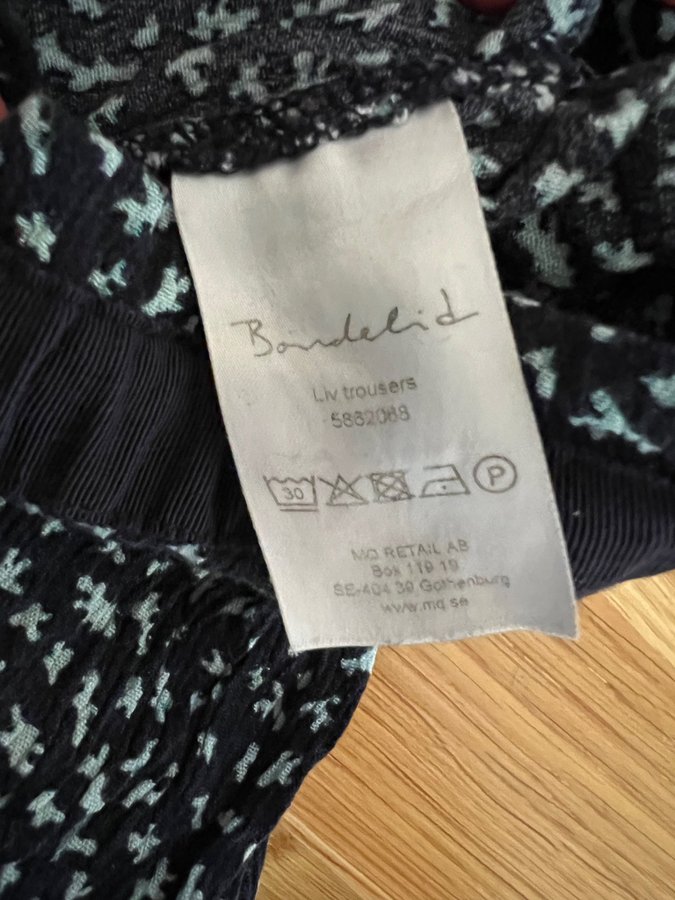 Bondelid
Liv trousers
5882088
30
P
MQ RETAIL AB
Box 119 19
SE-404 39 Gothenburg
www.mq.se